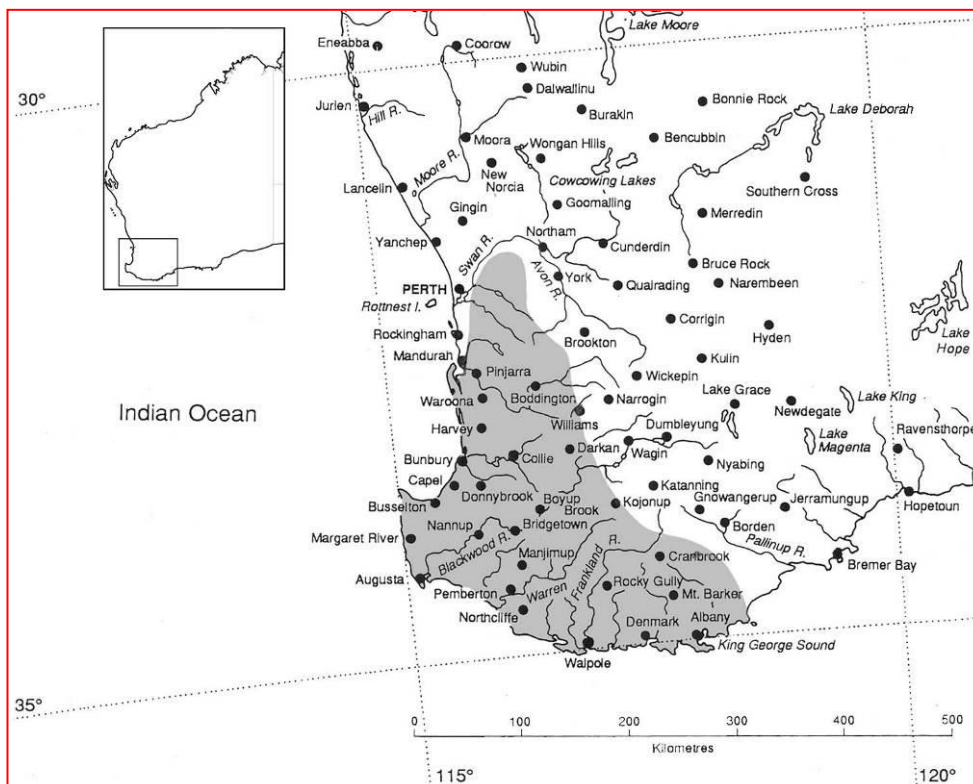 Lake Moore
Eneabba
Coorow
Wubin
30°
Dalwallinu
Jurien
Hill R.
Burakin
Bonnie Rock
Lake Deborah
Moora
Wongan Hills
Bencubbin
Moore R.
New
Norcia
Cowcowing Lakes
Southern Cross
Lancelin
Gingin
Goomalling
Merredin
Yanchep
Swan R.
Northam
Cunderdin
Bruce Rock
Avon R.
York
Quairading
Narembeen
PERTH
Rottnest I.
Corrigin
Hyden
Lake
Hope
Rockingham
Brookton
Mandurah
Kulin
Pinjarra
Wickepin
Boddington
Waroona
Narrogin
Lake Grace
Newdegate
Lake King
Indian Ocean
Williams
Dumbleyung
Ravensthorpe
Harvey
Darkan
Wagin
Lake
Magenta
Bunbury
Collie
Nyabing
Capel
Donnybrook
Katanning
Busselton
Boyup
Brook
Kojonup
Gnowangerup
Jerramungup
Hopetoun
Nannup
Bridgetown
Borden
Margaret River
Blackwood R.
Frankland R.
Pallinup R.
Manjimup
Cranbrook
Bremer Bay
Augusta
Pemberton
Warren
Rocky Gully
Mt. Barker
Northcliffe
Denmark
Albany
King George Sound
Walpole
35°
0 100 200 300 400 500
Kilometres
115°
120°